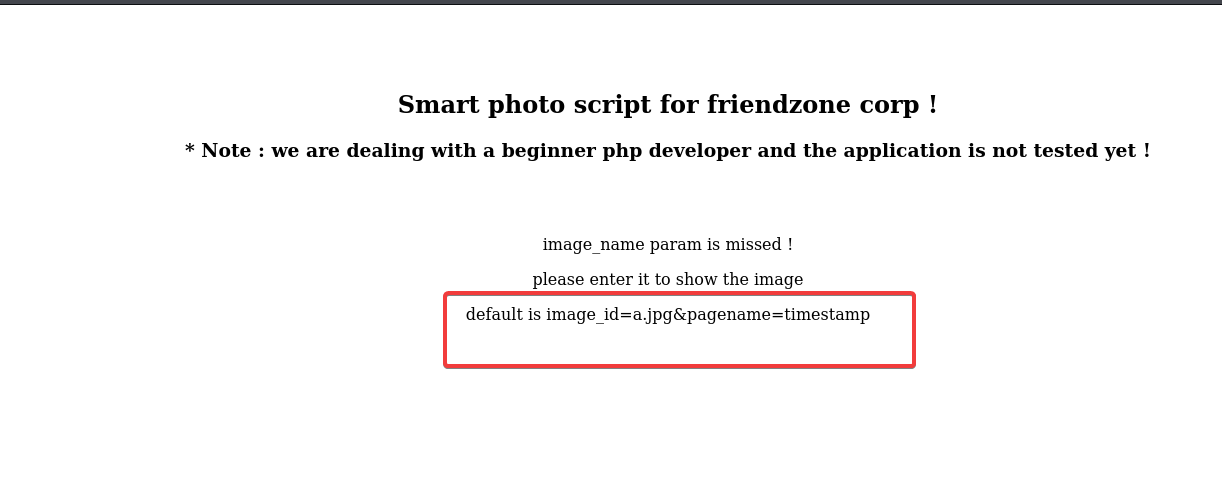 Smart photo script for friendzone corp !
* Note : we are dealing with a beginner php developer and the application is not tested yet !
image_name param is missed !
please enter it to show the image
default is image_id=a.jpg&pagename=timestamp